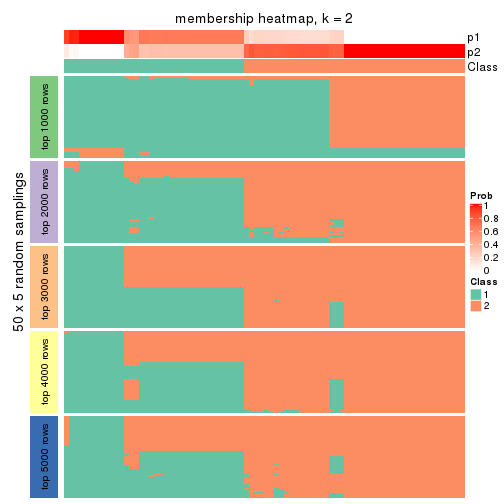 membership heatmap, k = 2
p1
p2
Class
50 x 5 random samplings
top 1000 rows
top 2000 rows
top 3000 rows
top 4000 rows
top 5000 rows
Prob
1
0.8
0.6
0.4
0.2
0
Class
1
2